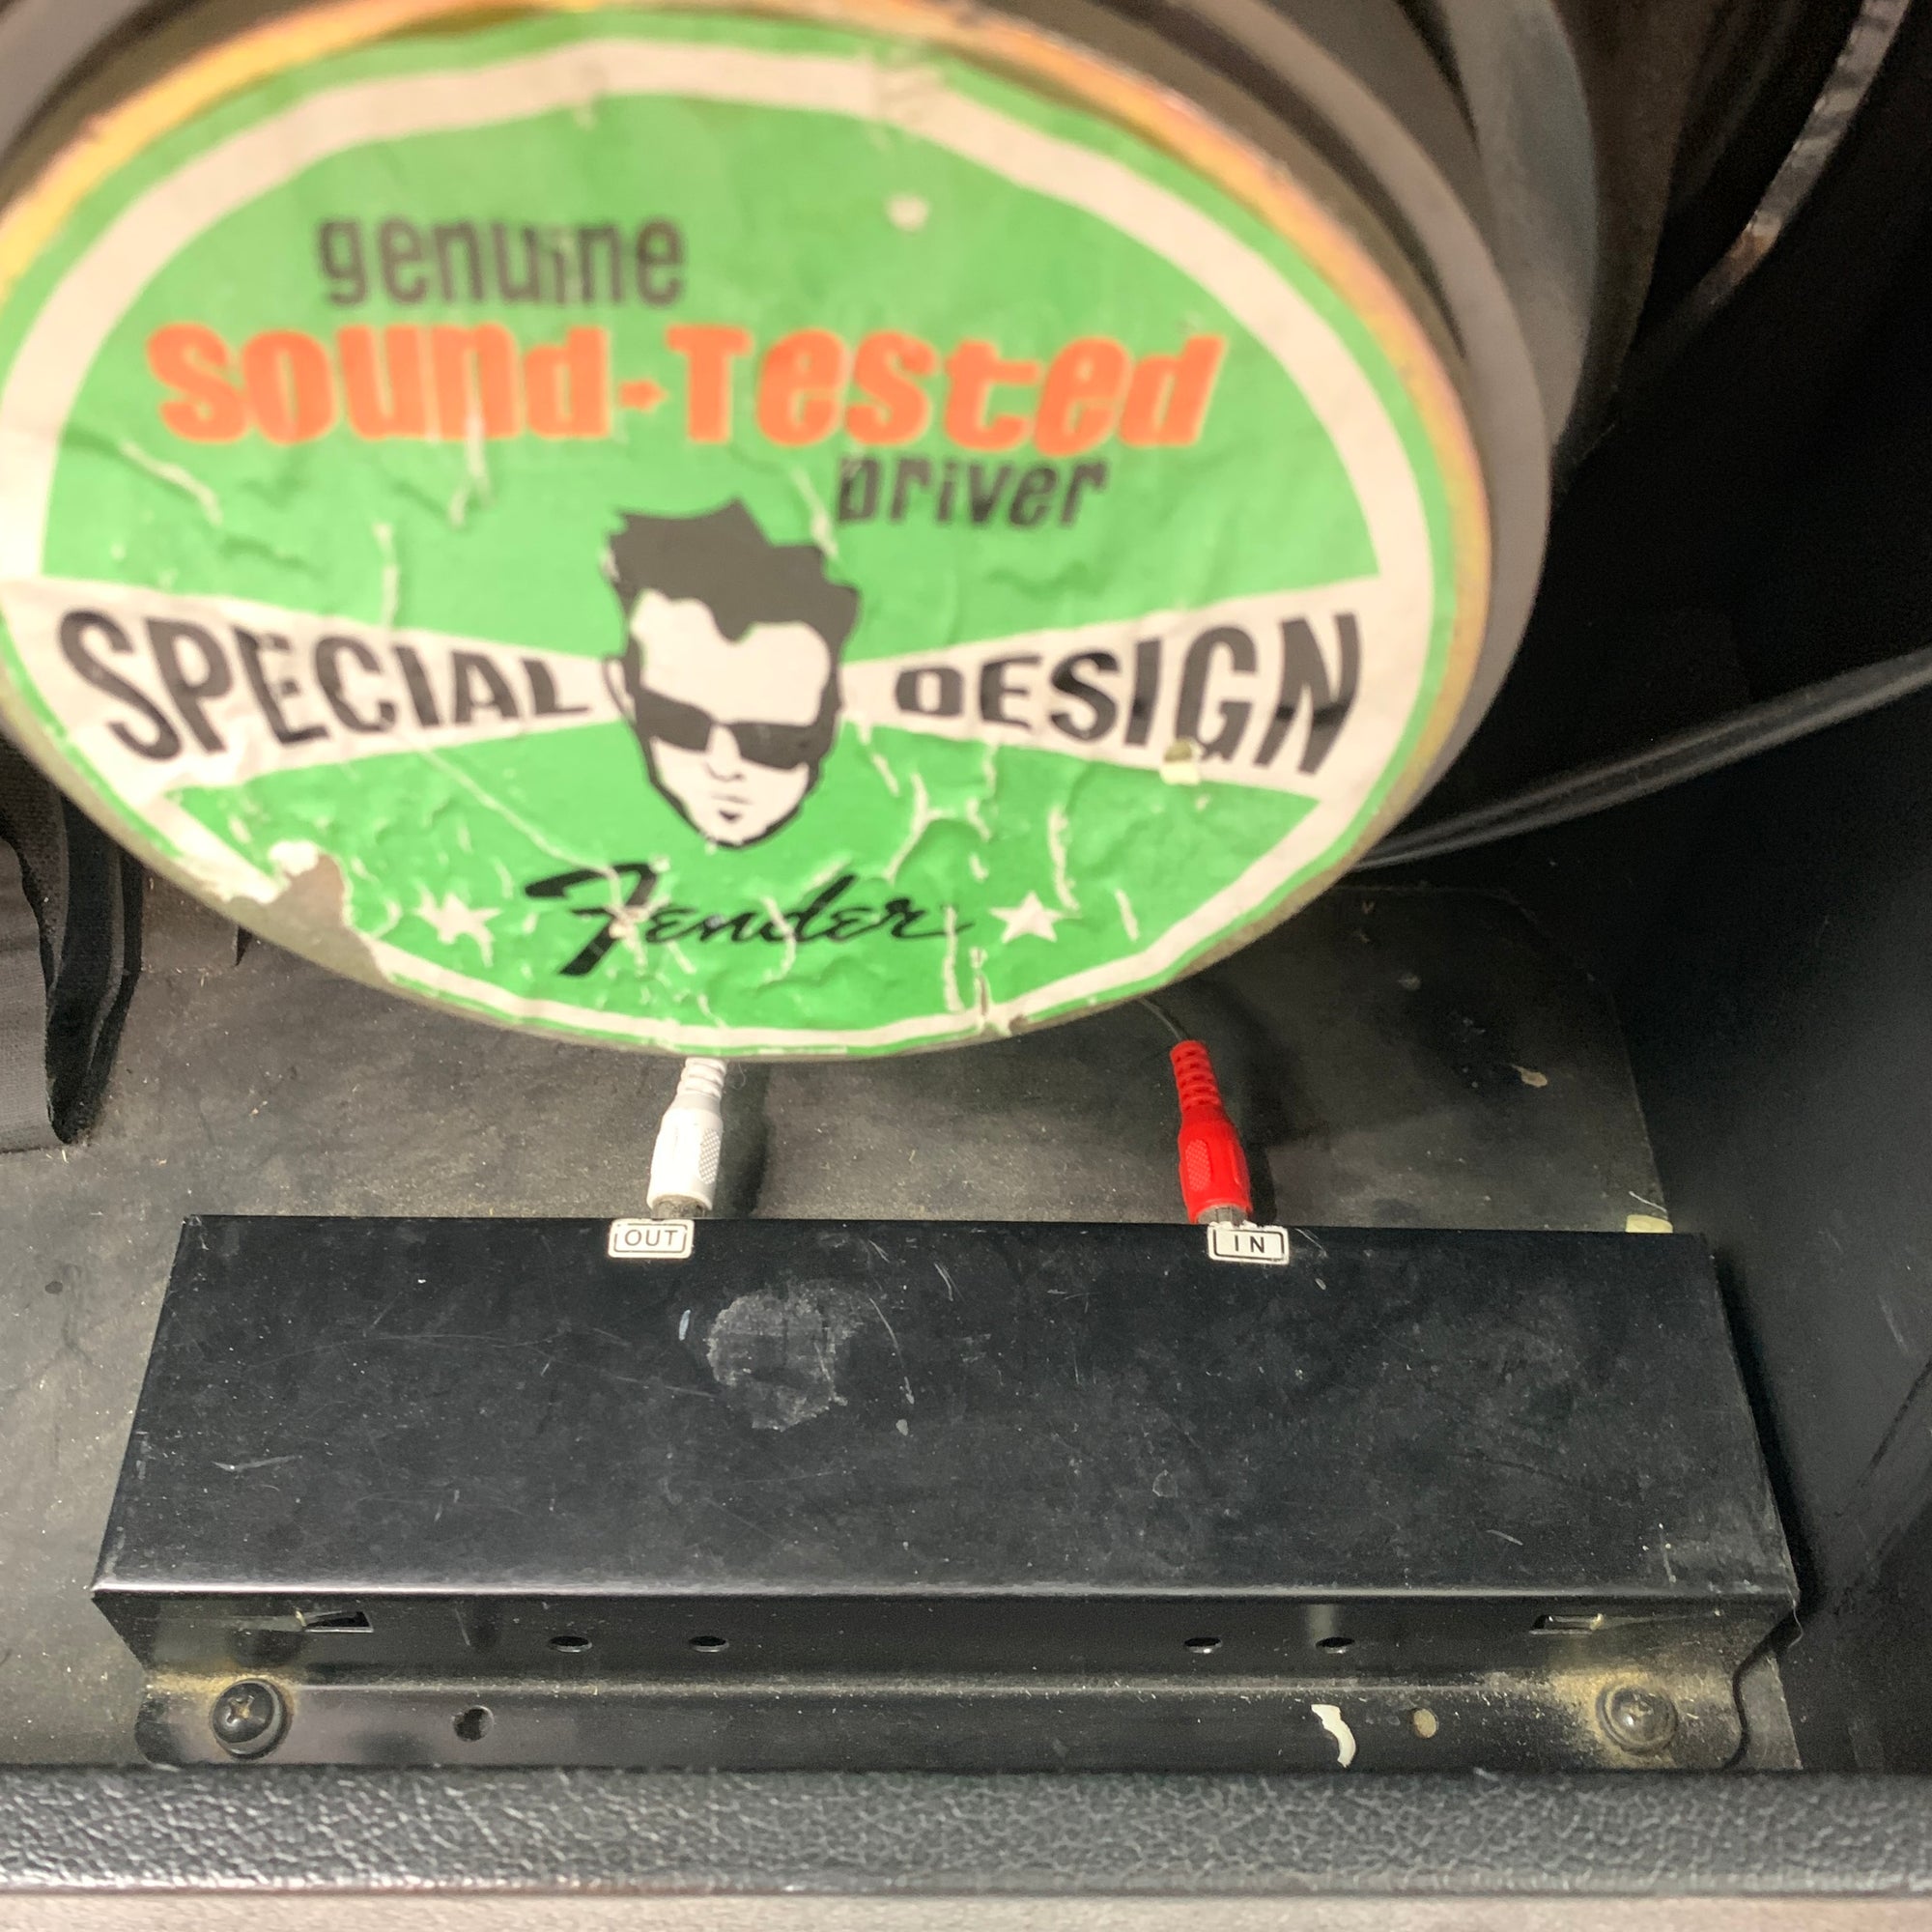 genuine
Sound-Tested
Driver
SPECIAL DESIGN
Fender
OUT
IN